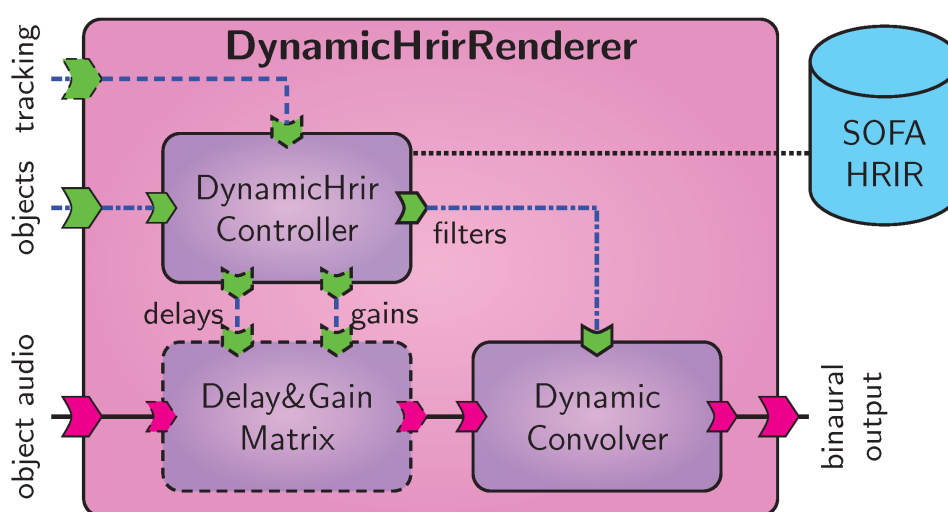 DynamicHrirRenderer
tracking
objects
object audio
DynamicHrir
Controller
filters
delays
gains
Delay&Gain
Matrix
Dynamic
Convolver
SOFA
HRIR
binaural
output